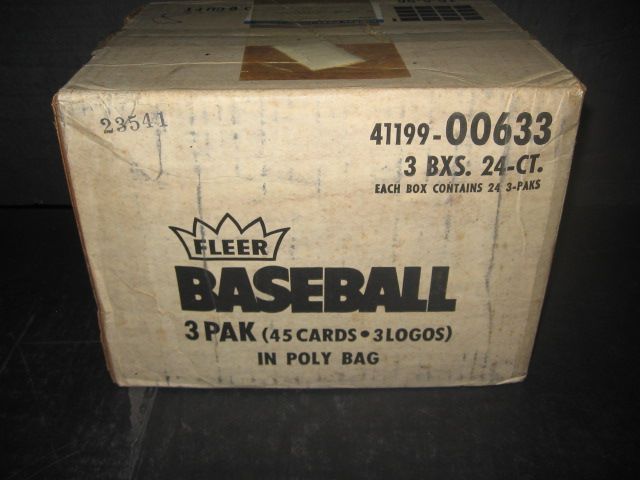 23541
41199-00633
3 BXS. 24-CT.
EACH BOX CONTAINS 24 3-PAKS
FLEER
BASEBALL
3 PAK (45 CARDS • 3 LOGOS)
IN POLY BAG